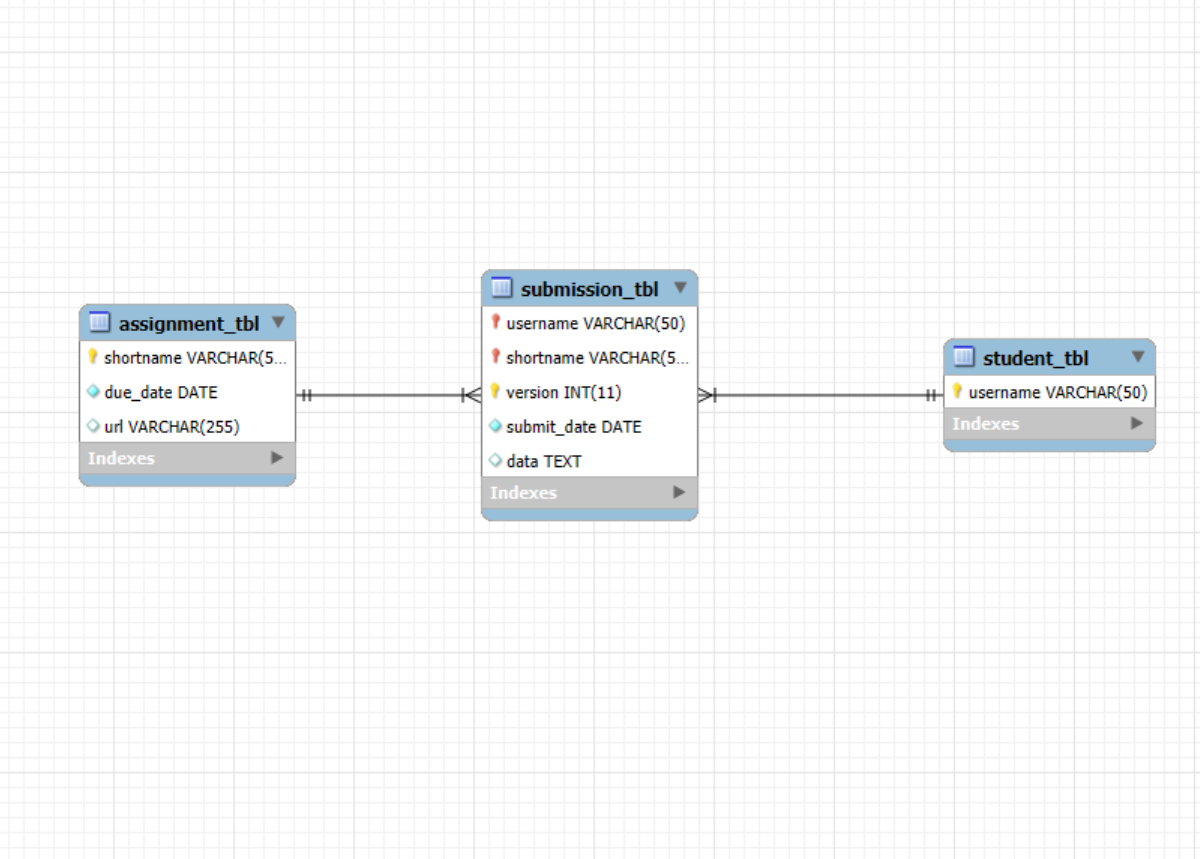 assignment_tbl
shortname VARCHAR(5...
due_date DATE
url VARCHAR(255)
Indexes
submission_tbl
username VARCHAR(50)
shortname VARCHAR(5...
version INT(11)
submit_date DATE
data TEXT
Indexes
student_tbl
username VARCHAR(50)
Indexes